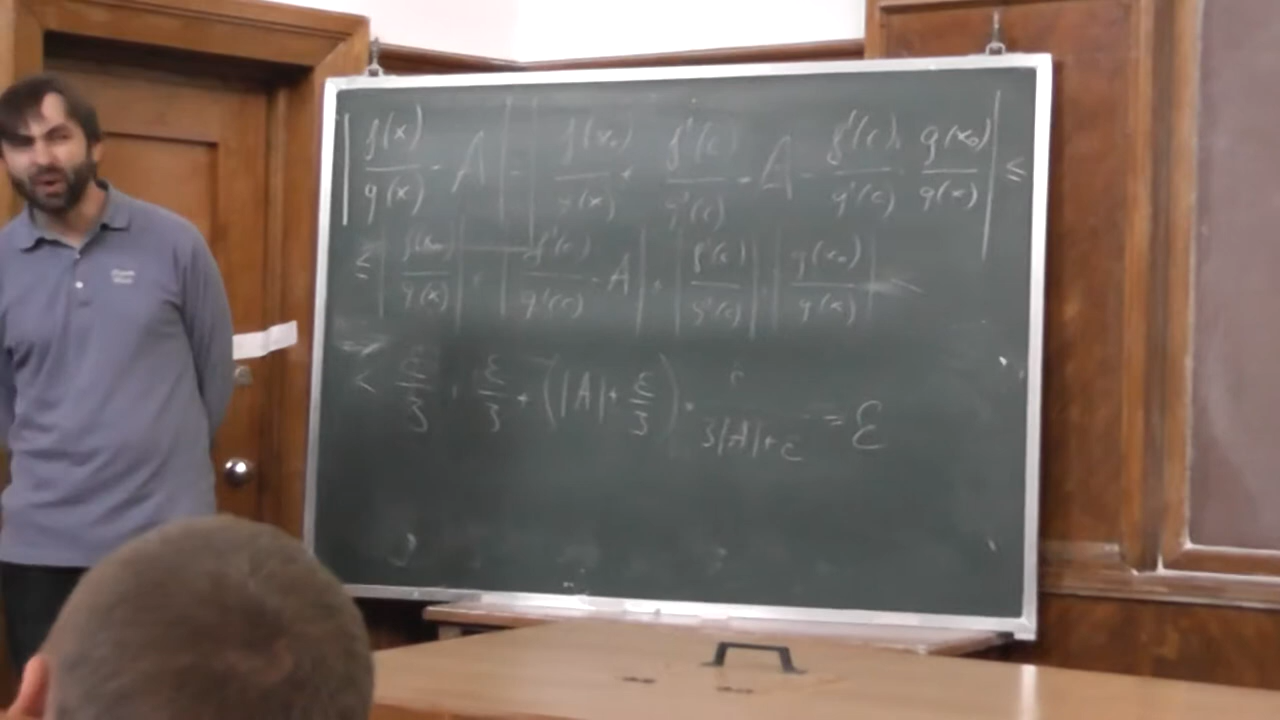 | f(x)/g(x) - A | = | f(x₀)/g(x) + f'(c)/g'(c) - A - f'(c)/g'(c) · g(x₀)/g(x) | ≤
≤ | f(x₀)/g(x) | + | f'(c)/g'(c) - A | + | f'(c)/g'(c) | · | g(x₀)/g(x) | <
< ε/3 + ε/3 + (|A| + ε/3) · ε/(3|A|+ε) = ε